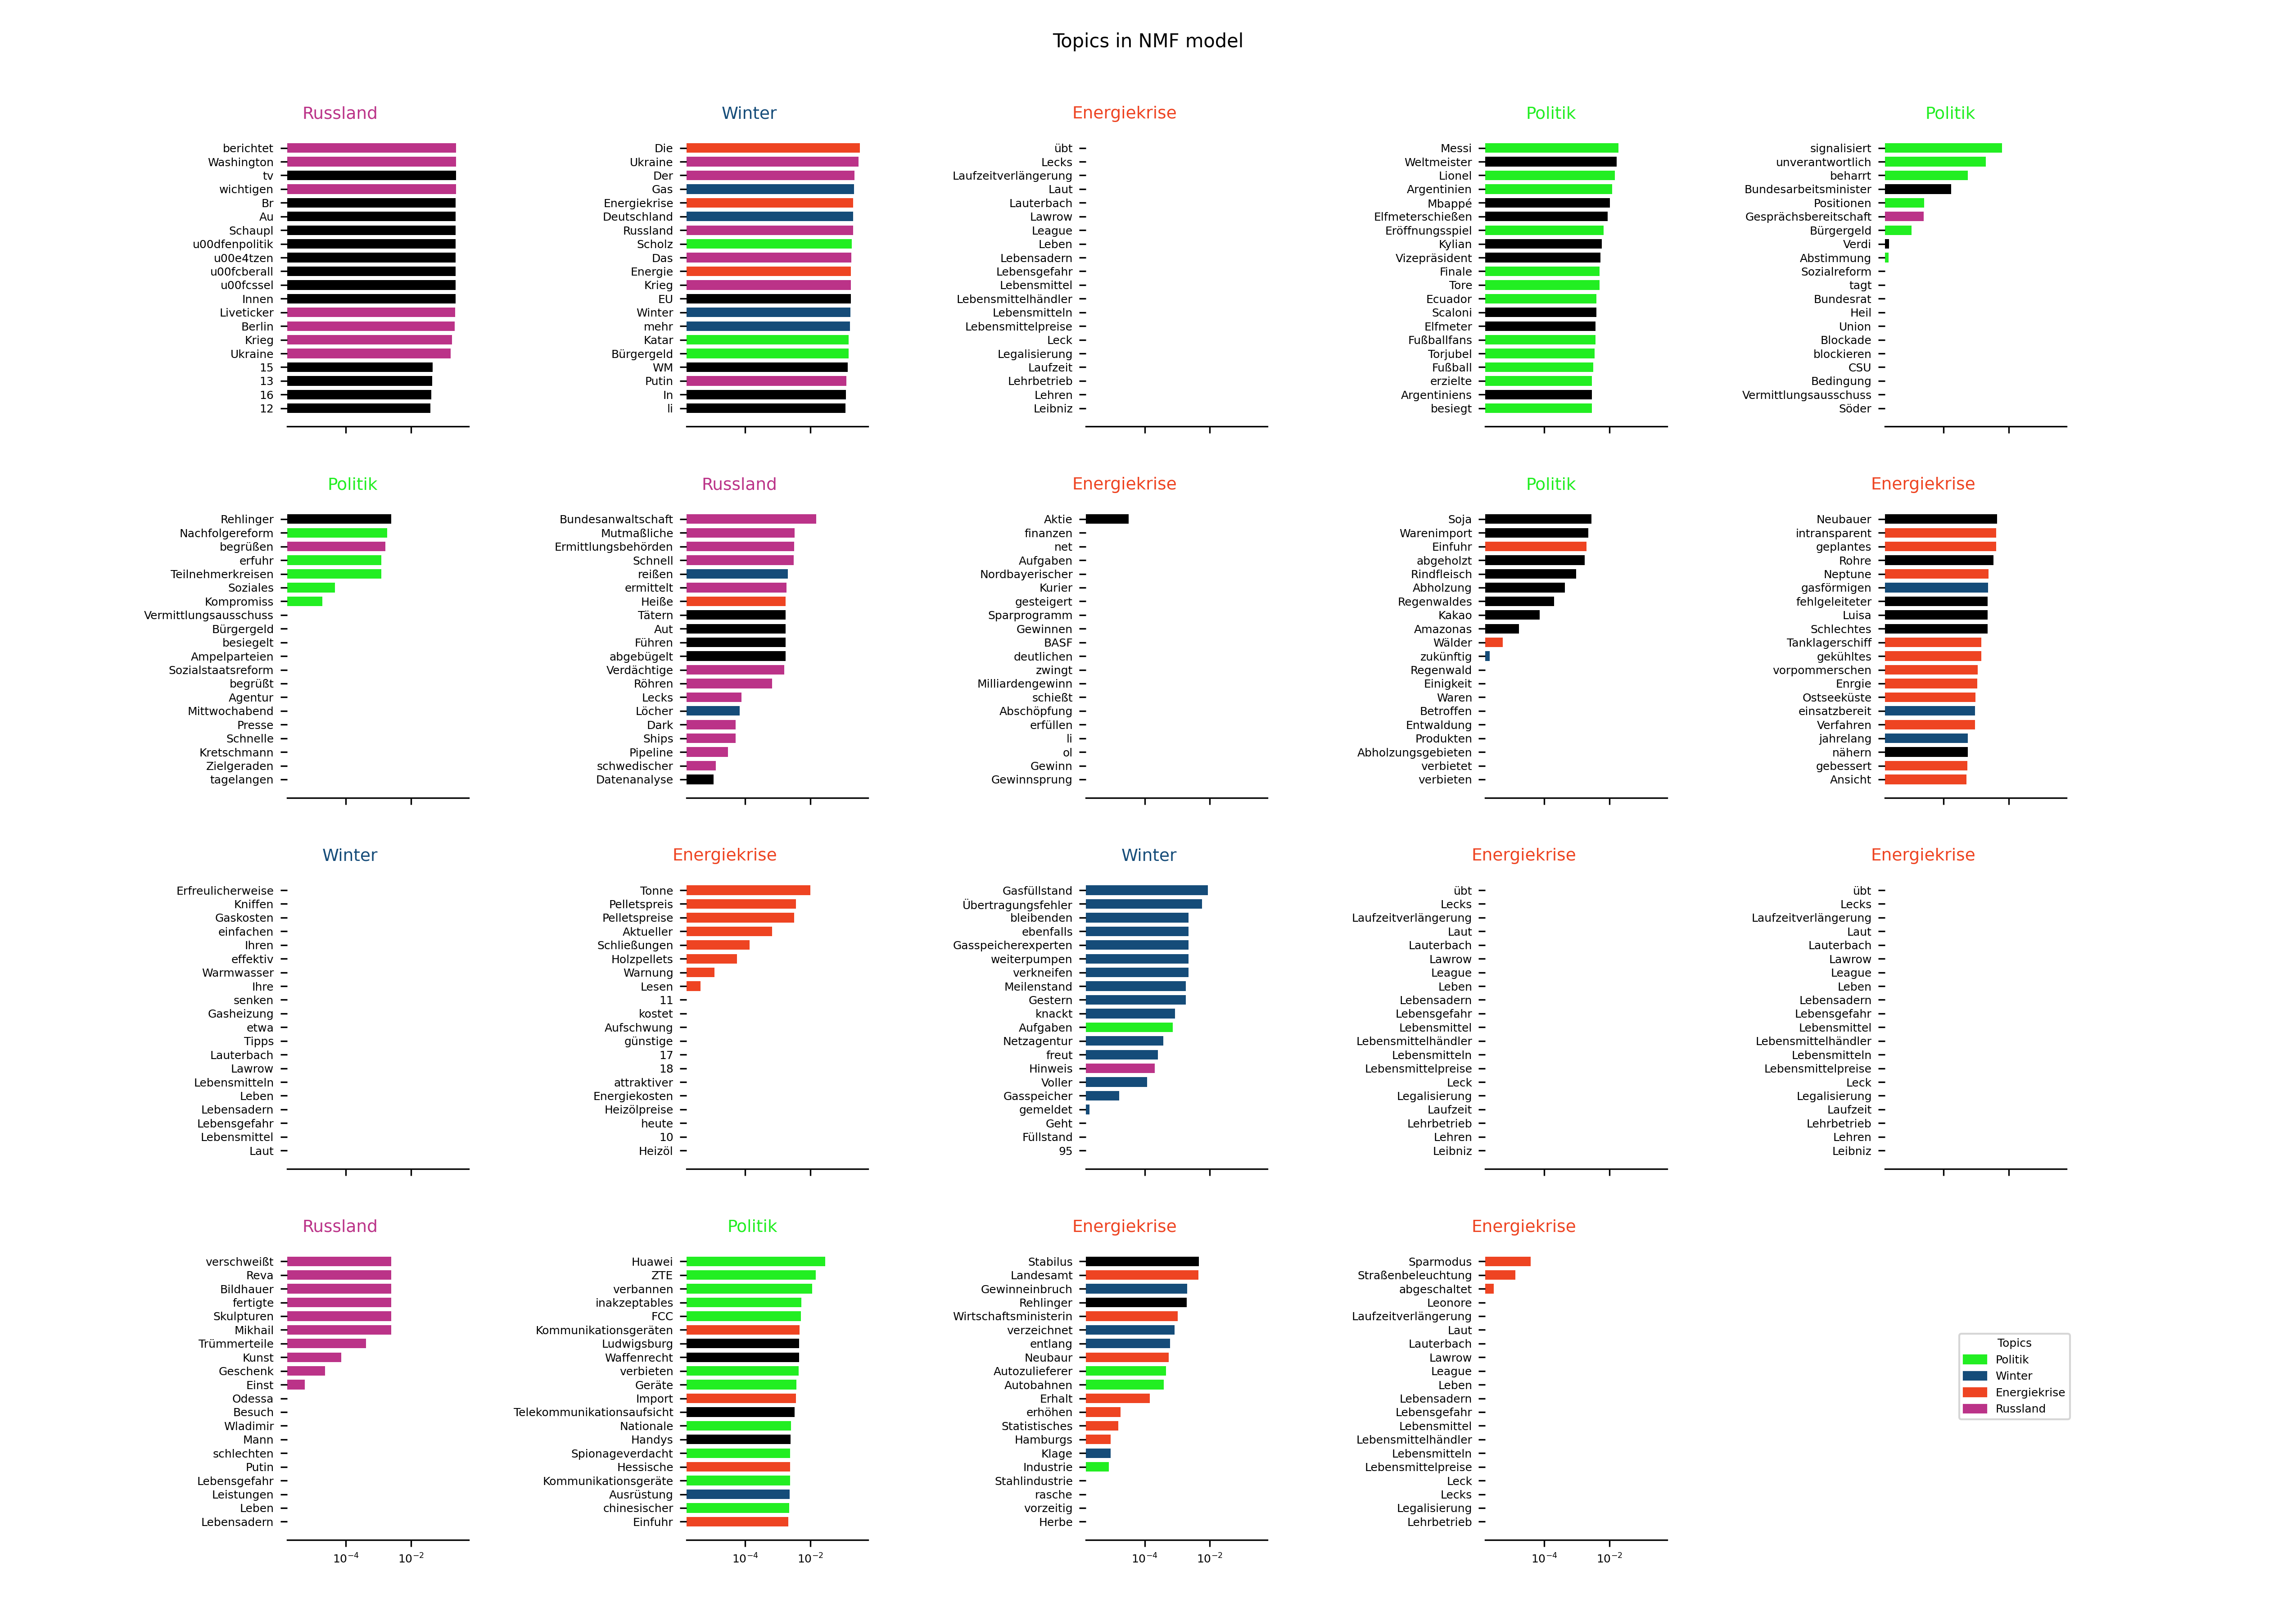 Topics in NMF model
Russland
berichtet
Washington
tv
wichtigen
Br
Au
Schaupl
u00dfenpolitik
u00e4tzen
u00fcberall
u00fcssel
Innen
Liveticker
Berlin
Krieg
Ukraine
15
13
16
12
Winter
Die
Ukraine
Der
Gas
Energiekrise
Deutschland
Russland
Scholz
Das
Energie
Krieg
EU
Winter
mehr
Katar
Bürgergeld
WM
Putin
In
li
Energiekrise
übt
Lecks
Laufzeitverlängerung
Laut
Lauterbach
Lawrow
League
Leben
Lebensadern
Lebensgefahr
Lebensmittel
Lebensmittelhändler
Lebensmitteln
Lebensmittelpreise
Leck
Legalisierung
Laufzeit
Lehrbetrieb
Lehren
Leibniz
Politik
Messi
Weltmeister
Lionel
Argentinien
Mbappé
Elfmeterschießen
Eröffnungsspiel
Kylian
Vizepräsident
Finale
Tore
Ecuador
Scaloni
Elfmeter
Fußballfans
Torjubel
Fußball
erzielte
Argentiniens
besiegt
Politik
signalisiert
unverantwortlich
beharrt
Bundesarbeitsminister
Positionen
Gesprächsbereitschaft
Bürgergeld
Verdi
Abstimmung
Sozialreform
tagt
Bundesrat
Heil
Union
Blockade
blockieren
CSU
Bedingung
Vermittlungsausschuss
Söder
Politik
Rehlinger
Nachfolgereform
begrüßen
erfuhr
Teilnehmerkreisen
Soziales
Kompromiss
Vermittlungsausschuss
Bürgergeld
besiegelt
Ampelparteien
Sozialstaatsreform
begrüßt
Agentur
Mittwochabend
Presse
Schnelle
Kretschmann
Zielgeraden
tagelangen
Russland
Bundesanwaltschaft
Mutmaßliche
Ermittlungsbehörden
Schnell
reißen
ermittelt
Heiße
Tätern
Aut
Führen
abgebügelt
Verdächtige
Röhren
Lecks
Löcher
Dark
Ships
Pipeline
schwedischer
Datenanalyse
Energiekrise
Aktie
finanzen
net
Aufgaben
Nordbayerischer
Kurier
gesteigert
Sparprogramm
Gewinnen
BASF
deutlichen
zwingt
Milliardengewinn
schießt
Abschöpfung
erfüllen
li
ol
Gewinn
Gewinnsprung
Politik
Soja
Warenimport
Einfuhr
abgeholzt
Rindfleisch
Abholzung
Regenwaldes
Kakao
Amazonas
Wälder
zukünftig
Regenwald
Einigkeit
Waren
Betroffen
Entwaldung
Produkten
Abholzungsgebieten
verbietet
verbieten
Energiekrise
Neubauer
intransparent
geplantes
Rohre
Neptune
gasförmigen
fehlgeleiteter
Luisa
Schlechtes
Tanklagerschiff
gekühltes
vorpommerschen
Enrgie
Ostseeküste
einsatzbereit
Verfahren
jahrelang
nähern
gebessert
Ansicht
Winter
Erfreulicherweise
Kniffen
Gaskosten
einfachen
Ihren
effektiv
Warmwasser
Ihre
senken
Gasheizung
etwa
Tipps
Lauterbach
Lawrow
Lebensmitteln
Leben
Lebensadern
Lebensgefahr
Lebensmittel
Laut
Energiekrise
Tonne
Pelletspreis
Pelletspreise
Aktueller
Schließungen
Holzpellets
Warnung
Lesen
11
kostet
Aufschwung
günstige
17
18
attraktiver
Energiekosten
Heizölpreise
heute
10
Heizöl
Winter
Gasfüllstand
Übertragungsfehler
bleibenden
ebenfalls
Gasspeicherexperten
weiterpumpen
verkneifen
Meilenstand
Gestern
knackt
Aufgaben
Netzagentur
freut
Hinweis
Voller
Gasspeicher
gemeldet
Geht
Füllstand
95
Energiekrise
übt
Lecks
Laufzeitverlängerung
Laut
Lauterbach
Lawrow
League
Leben
Lebensadern
Lebensgefahr
Lebensmittel
Lebensmittelhändler
Lebensmitteln
Lebensmittelpreise
Leck
Legalisierung
Laufzeit
Lehrbetrieb
Lehren
Leibniz
Energiekrise
übt
Lecks
Laufzeitverlängerung
Laut
Lauterbach
Lawrow
League
Leben
Lebensadern
Lebensgefahr
Lebensmittel
Lebensmittelhändler
Lebensmitteln
Lebensmittelpreise
Leck
Legalisierung
Laufzeit
Lehrbetrieb
Lehren
Leibniz
Russland
verschweißt
Reva
Bildhauer
fertigte
Skulpturen
Mikhail
Trümmerteile
Kunst
Geschenk
Einst
Odessa
Besuch
Wladimir
Mann
schlechten
Putin
Lebensgefahr
Leistungen
Leben
Lebensadern
10⁻⁴ 10⁻²
Politik
Huawei
ZTE
verbannen
inakzeptables
FCC
Kommunikationsgeräten
Ludwigsburg
Waffenrecht
verbieten
Geräte
Import
Telekommunikationsaufsicht
Nationale
Handys
Spionageverdacht
Hessische
Kommunikationsgeräte
Ausrüstung
chinesischer
Einfuhr
10⁻⁴ 10⁻²
Energiekrise
Stabilus
Landesamt
Gewinneinbruch
Rehlinger
Wirtschaftsministerin
verzeichnet
entlang
Neubaur
Autozulieferer
Autobahnen
Erhalt
erhöhen
Statistisches
Hamburgs
Klage
Industrie
Stahlindustrie
rasche
vorzeitig
Herbe
10⁻⁴ 10⁻²
Energiekrise
Sparmodus
Straßenbeleuchtung
abgeschaltet
Leonore
Laufzeitverlängerung
Laut
Lauterbach
Lawrow
League
Leben
Lebensadern
Lebensgefahr
Lebensmittel
Lebensmittelhändler
Lebensmitteln
Lebensmittelpreise
Leck
Lecks
Legalisierung
Lehrbetrieb
10⁻⁴ 10⁻²
Topics
Politik
Winter
Energiekrise
Russland